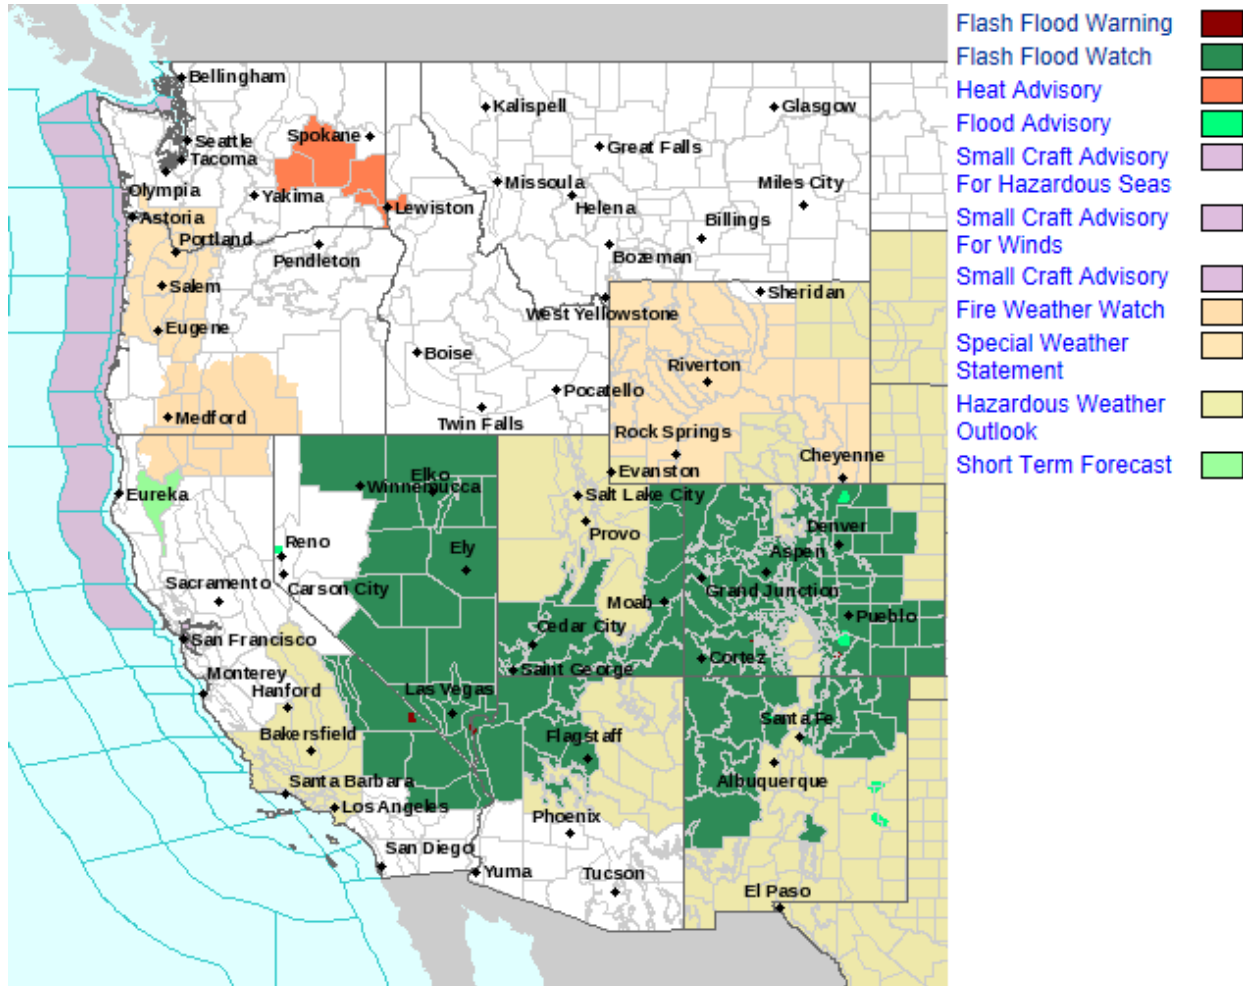 Flash Flood Warning
Flash Flood Watch
Heat Advisory
Flood Advisory
Small Craft Advisory
For Hazardous Seas
Small Craft Advisory
For Winds
Small Craft Advisory
Fire Weather Watch
Special Weather
Statement
Hazardous Weather
Outlook
Short Term Forecast
Bellingham
Kalispell
Glasgow
Seattle
Spokane
Tacoma
Great Falls
Olympia
Yakima
Missoula
Miles City
Lewiston
Helena
Astoria
Billings
Portland
Pendleton
Bozeman
Salem
Sheridan
West Yellowstone
Eugene
Boise
Riverton
Pocatello
Medford
Twin Falls
Rock Springs
Cheyenne
Elko
Evanston
Winnemucca
Eureka
Salt Lake City
Provo
Denver
Reno
Ely
Aspen
Sacramento
Carson City
Grand Junction
Moab
Pueblo
Cedar City
San Francisco
Cortez
Saint George
Monterey
Hanford
Las Vegas
Santa Fe
Bakersfield
Flagstaff
Santa Barbara
Albuquerque
Los Angeles
Phoenix
San Diego
Yuma
Tucson
El Paso